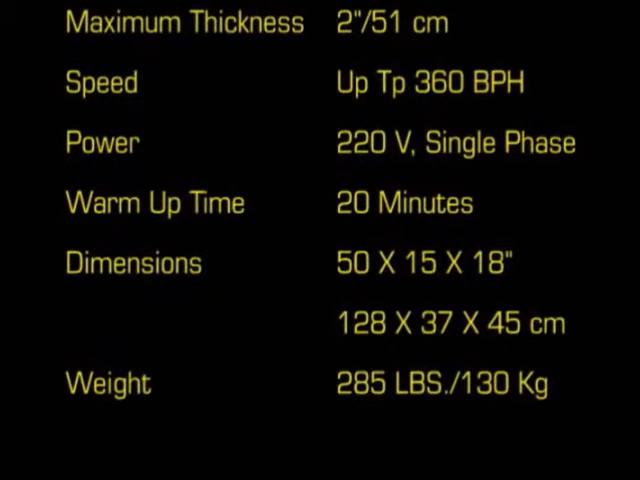 Maximum Thickness 2"/51 cm
Speed Up Tp 360 BPH
Power 220 V, Single Phase
Warm Up Time 20 Minutes
Dimensions 50 X 15 X 18"
128 X 37 X 45 cm
Weight 285 LBS./130 Kg